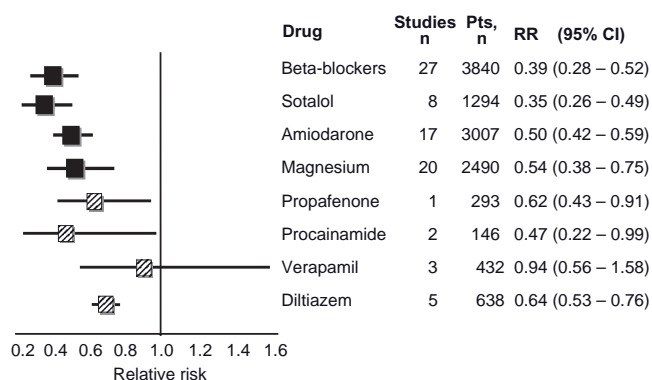 Drug Studies n Pts, n RR (95% CI)
Beta-blockers 27 3840 0.39 (0.28 – 0.52)
Sotalol 8 1294 0.35 (0.26 – 0.49)
Amiodarone 17 3007 0.50 (0.42 – 0.59)
Magnesium 20 2490 0.54 (0.38 – 0.75)
Propafenone 1 293 0.62 (0.43 – 0.91)
Procainamide 2 146 0.47 (0.22 – 0.99)
Verapamil 3 432 0.94 (0.56 – 1.58)
Diltiazem 5 638 0.64 (0.53 – 0.76)
0.2 0.4 0.6 0.8 1.0 1.2 1.4 1.6
Relative risk